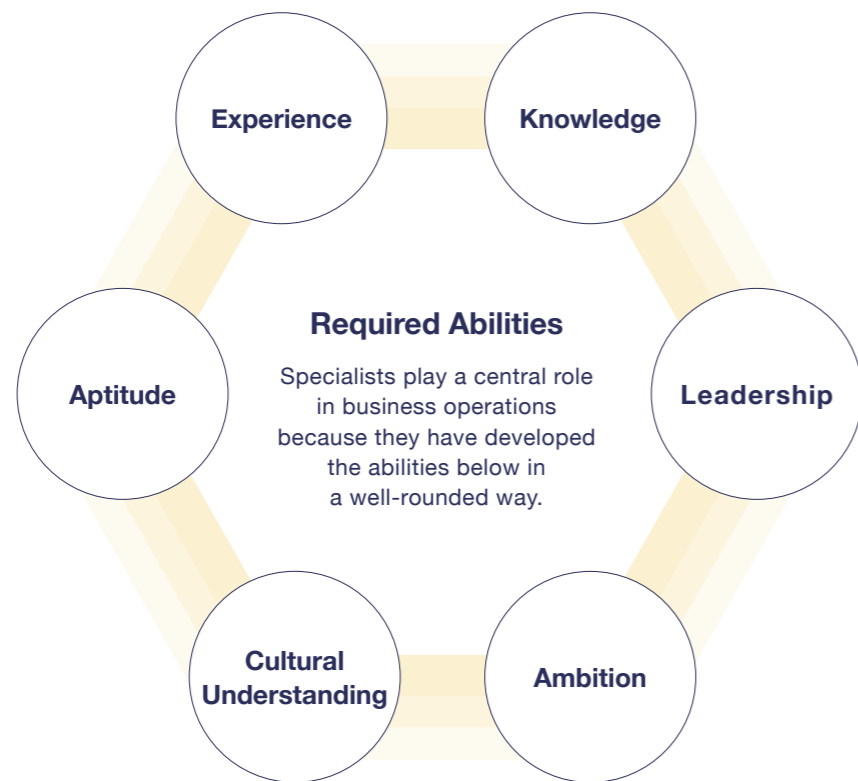 Experience
Knowledge
Required Abilities
Specialists play a central role
in business operations
because they have developed
the abilities below in
a well-rounded way.
Aptitude
Leadership
Cultural
Understanding
Ambition